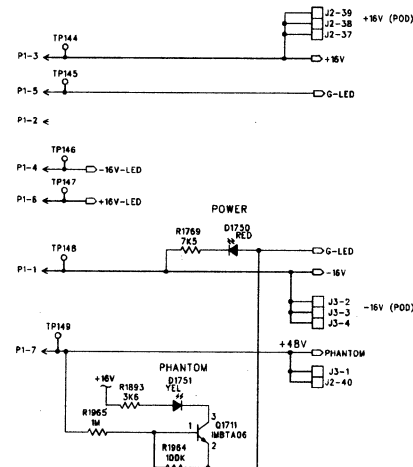 J2-39
J2-38
J2-37
+16V (POD)
TP144
P1-3
+16V
TP145
P1-5
G-LED
P1-2
TP146
P1-4
-16V-LED
TP147
P1-6
+16V-LED
POWER
R1769
7K5
D1750
RED
TP148
G-LED
P1-1
-16V
J3-2
J3-3
J3-4
-16V (POD)
TP149
+48V
P1-7
PHANTOM
J3-1
J2-40
PHANTOM
D1751
YEL
+16V
R1893
3K6
R1965
1M
3
Q1711
1
IMBTA06
2
R1964
100K